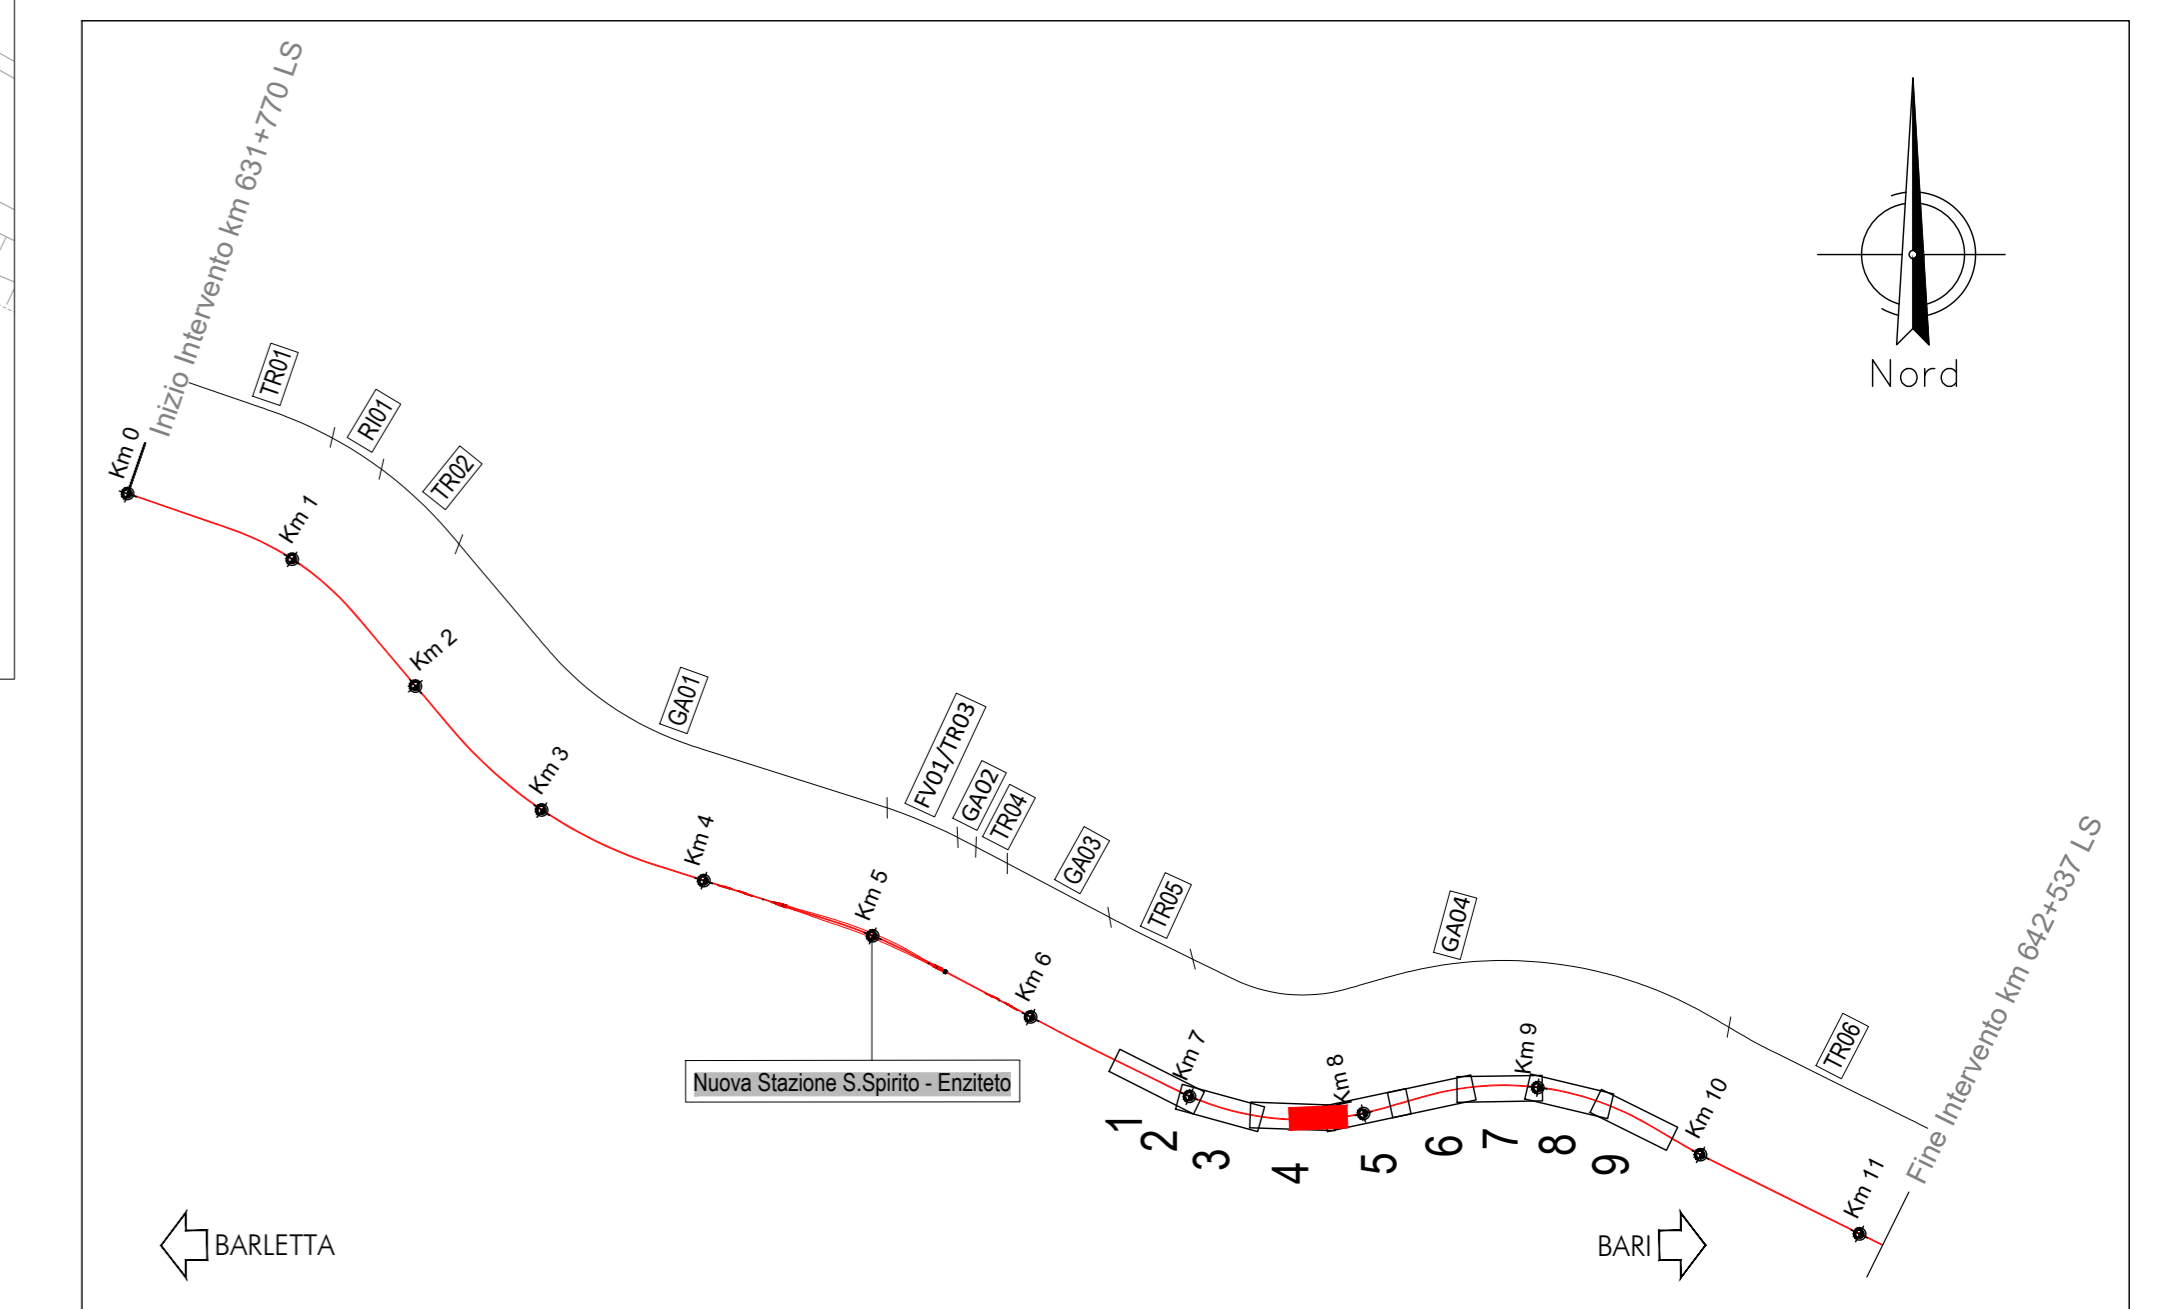 Inizio Intervento km 631+770 LS
TR01
RI01
TR02
GA01
FV01/TR03
GA02
TR04
GA03
TR05
GA04
TR06
Fine Intervento km 642+537 LS
Nord
Km 0
Km 1
Km 2
Km 3
Km 4
Km 5
Km 6
Km 7
Km 8
Km 9
Km 10
Km 11
Nuova Stazione S.Spirito - Enziteto
1
2
3
4
5
6
7
8
9
BARLETTA
BARI